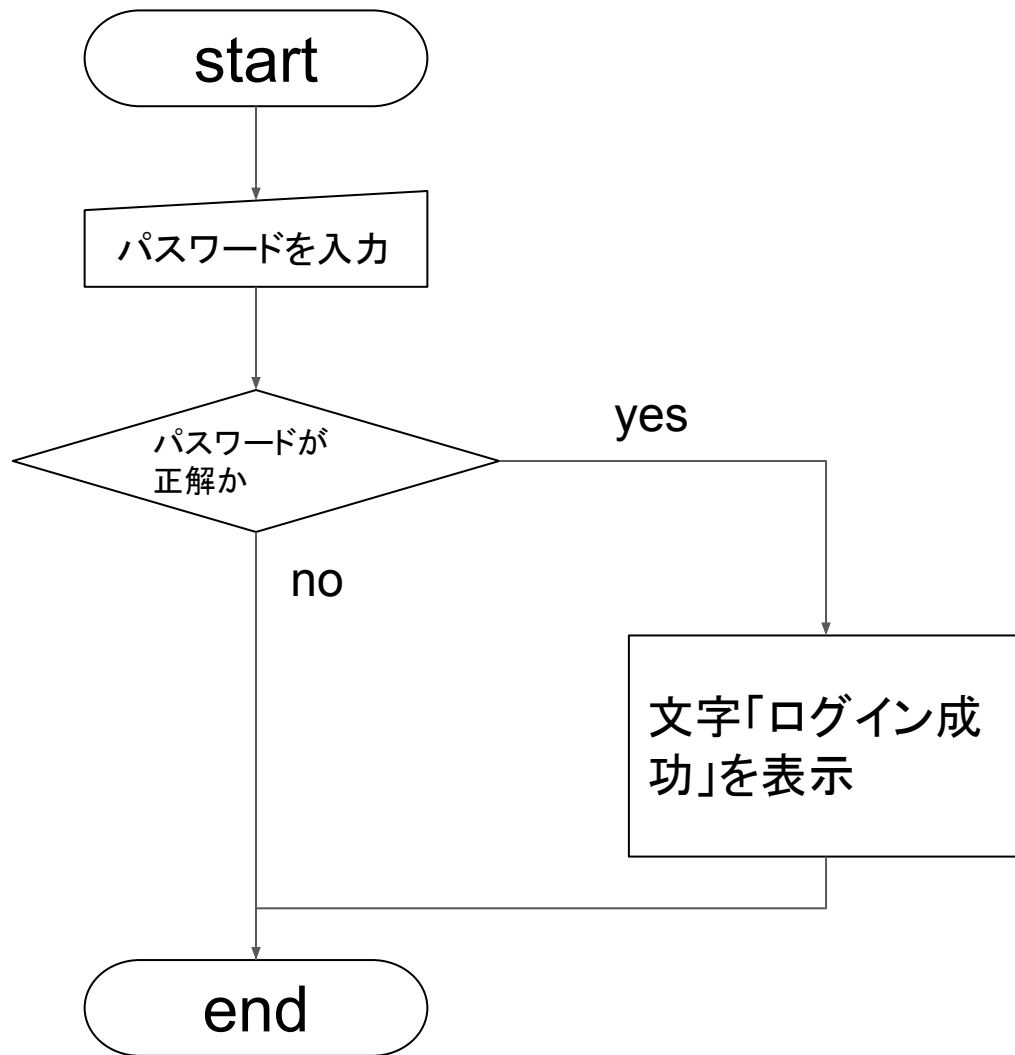 start
パスワードを入力
パスワードが
正解か
yes
no
文字「ログイン成
功」を表示
end